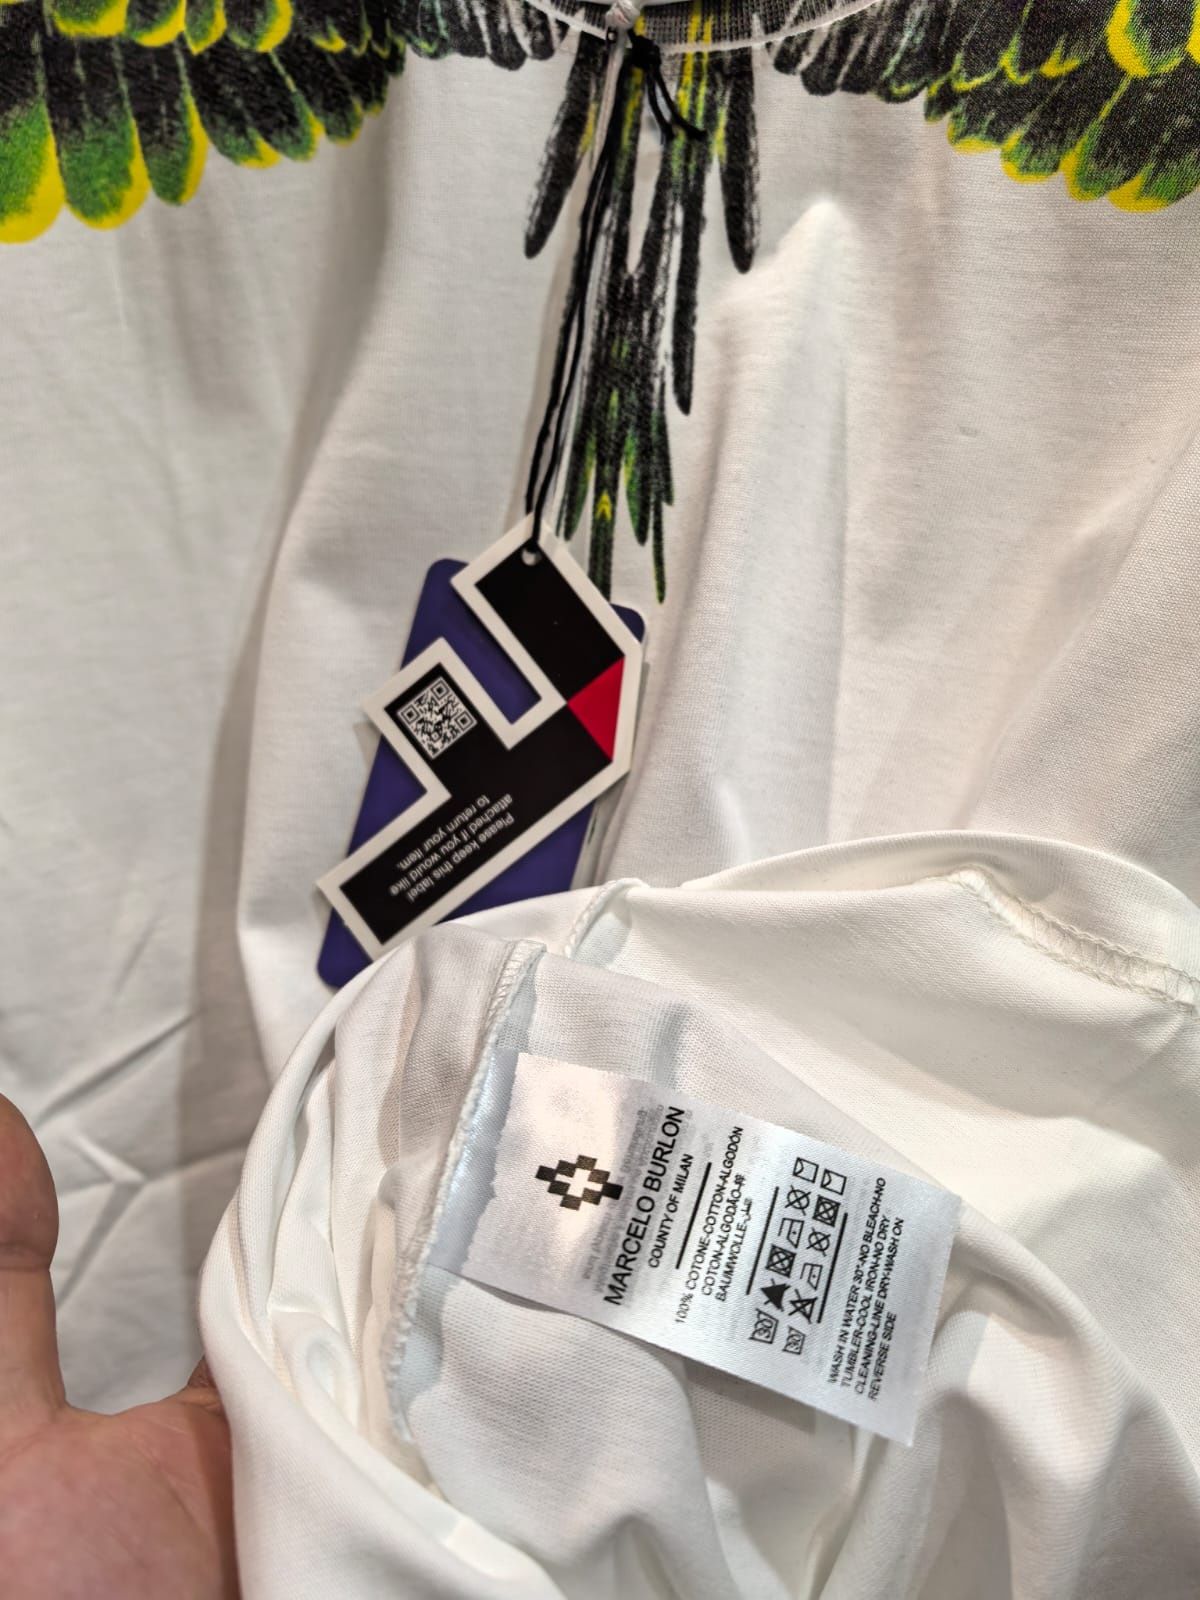 Please keep this label
attached if you would like
to return your item.
MARCELO BURLON
COUNTY OF MILAN
100% COTONE-COTTON-ALGODÓN
COTON-ALGODÃO-棉
BAUMWOLLE-
30
30
WASH IN WATER 30°-NO BLEACH-NO
TUMBLER-COOL IRON-NO DRY
CLEANING-LINE DRY-WASH ON
REVERSE SIDE